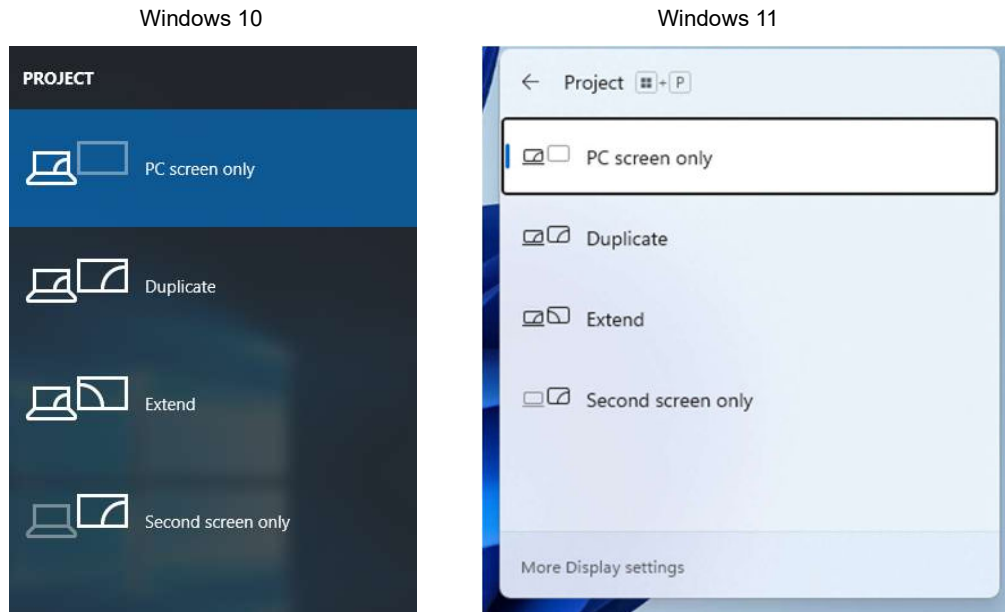 Windows 10
PROJECT
PC screen only
Duplicate
Extend
Second screen only
Windows 11
Project + P
PC screen only
Duplicate
Extend
Second screen only
More Display settings